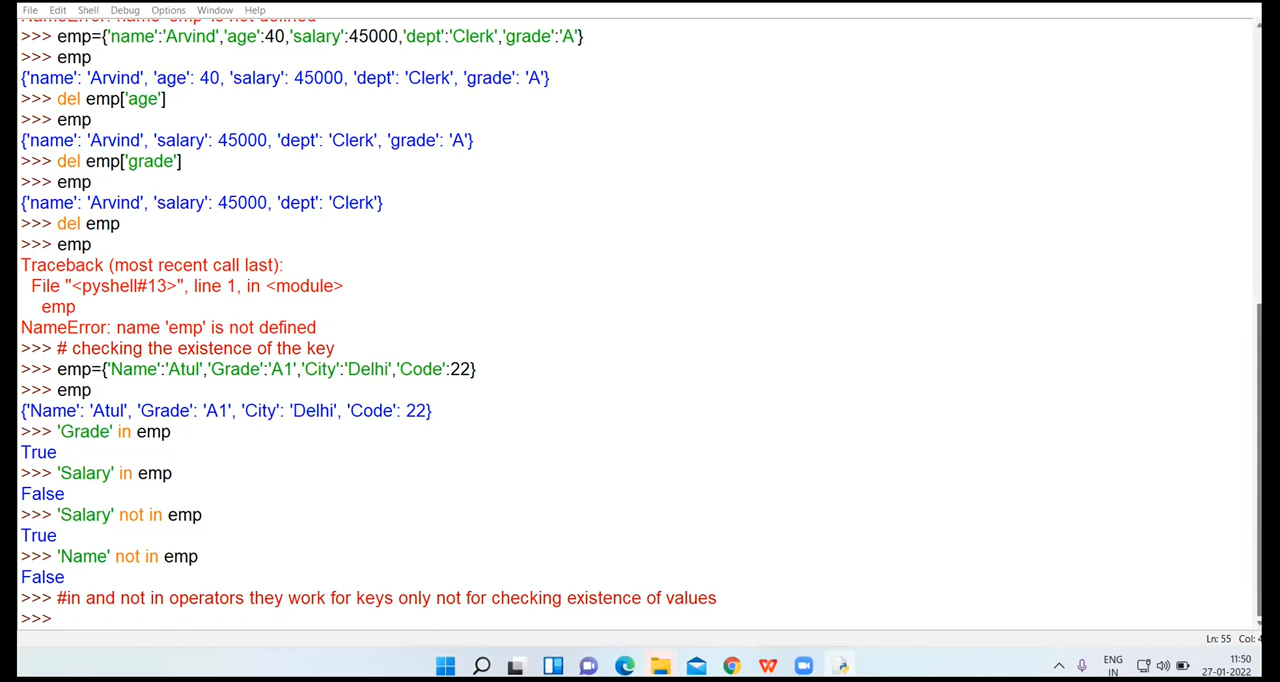 File Edit Shell Debug Options Window Help
NameError: name 'emp' is not defined
>>> emp={'name':'Arvind','age':40,'salary':45000,'dept':'Clerk','grade':'A'}
>>> emp
{'name': 'Arvind', 'age': 40, 'salary': 45000, 'dept': 'Clerk', 'grade': 'A'}
>>> del emp['age']
>>> emp
{'name': 'Arvind', 'salary': 45000, 'dept': 'Clerk', 'grade': 'A'}
>>> del emp['grade']
>>> emp
{'name': 'Arvind', 'salary': 45000, 'dept': 'Clerk'}
>>> del emp
>>> emp
Traceback (most recent call last):
File "<pyshell#13>", line 1, in <module>
emp
NameError: name 'emp' is not defined
>>> # checking the existence of the key
>>> emp={'Name':'Atul','Grade':'A1','City':'Delhi','Code':22}
>>> emp
{'Name': 'Atul', 'Grade': 'A1', 'City': 'Delhi', 'Code': 22}
>>> 'Grade' in emp
True
>>> 'Salary' in emp
False
>>> 'Salary' not in emp
True
>>> 'Name' not in emp
False
>>> #in and not in operators they work for keys only not for checking existence of values
>>>
Ln: 55 Col: 4
ENG
IN
11:50
27-01-2022